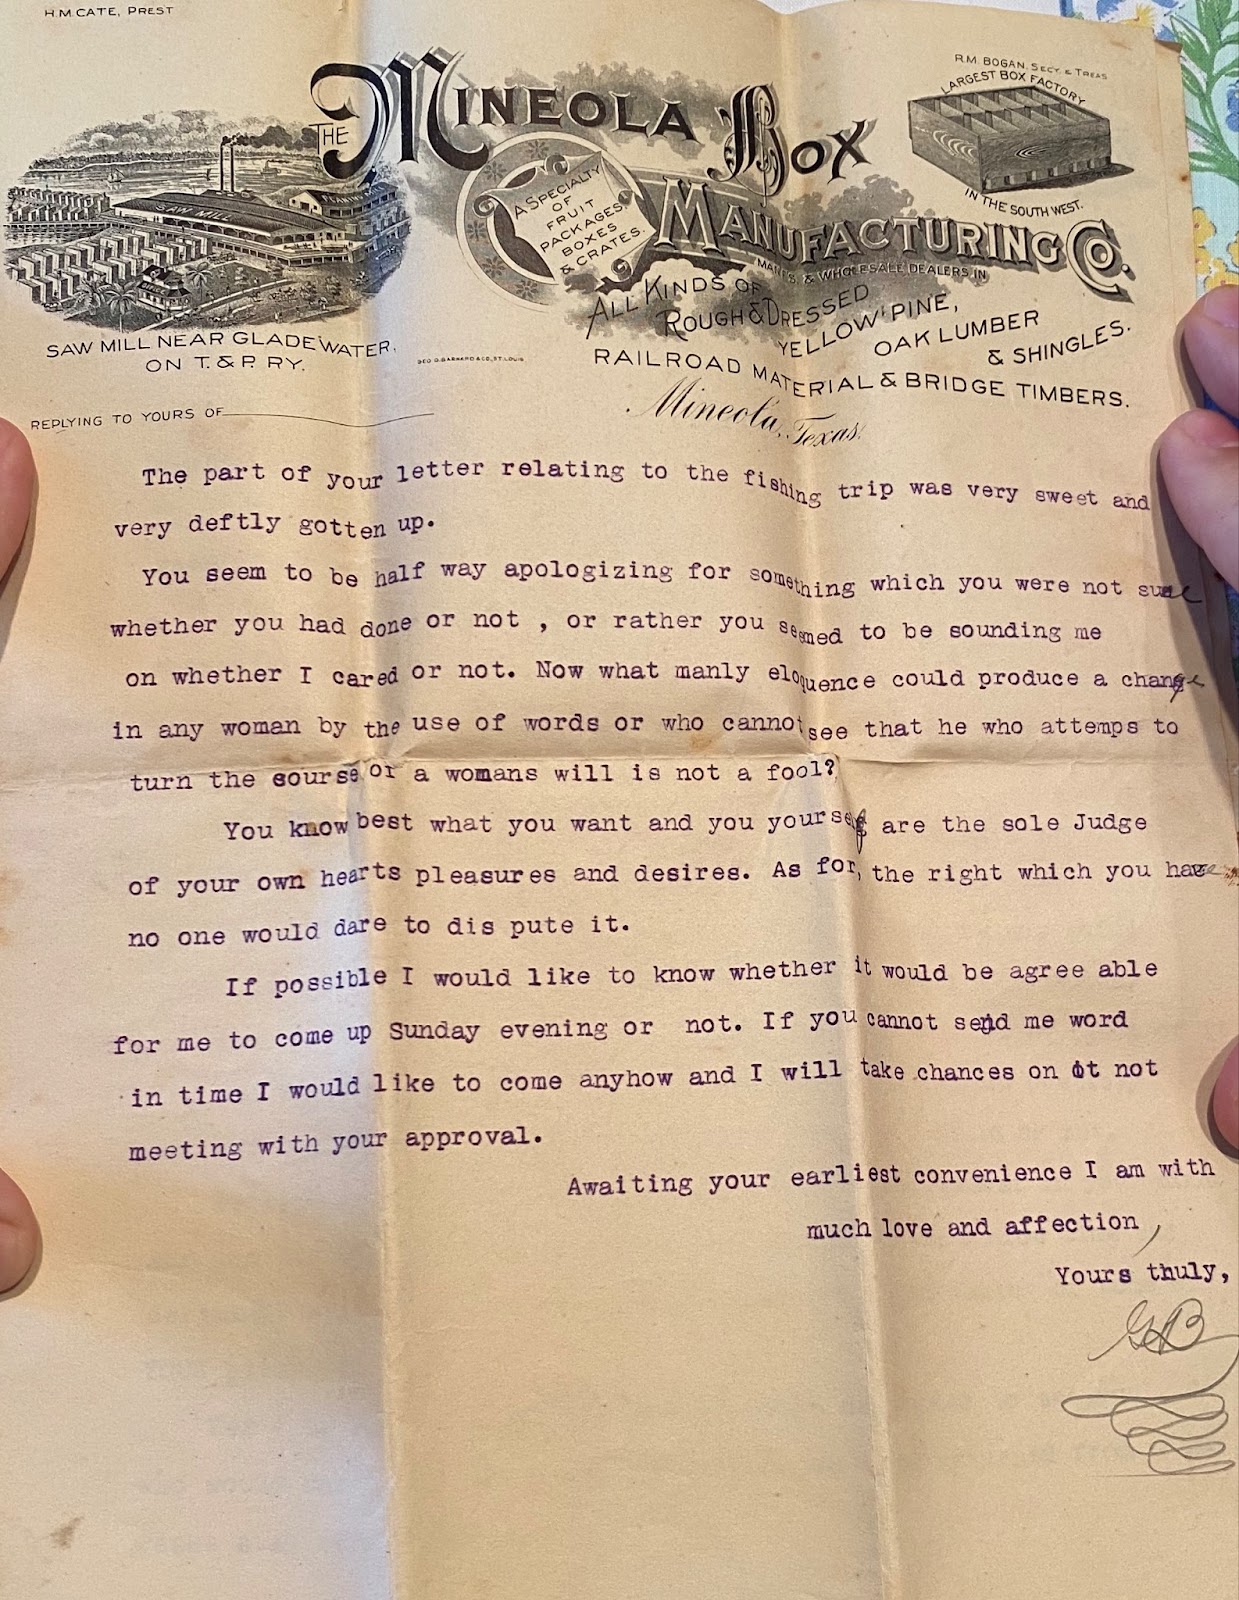 H.M. CATE, PREST
R.M. BOGAN, SECY. & TREAS
THE MINEOLA BOX
MANUFACTURING CO.
LARGEST BOX FACTORY
IN THE SOUTH WEST.
A SPECIALTY
OF
FRUIT
PACKAGES,
BOXES
& CRATES.
SAW MILL
MANFS. & WHOLESALE DEALERS IN
ALL KINDS OF
ROUGH & DRESSED
YELLOW PINE,
OAK LUMBER
& SHINGLES.
RAILROAD MATERIAL & BRIDGE TIMBERS.
SAW MILL NEAR GLADEWATER,
ON T. & P. RY.
GEO. D. BARNARD & CO., ST. LOUIS
Mineola, Texas.
REPLYING TO YOURS OF
The part of your letter relating to the fishing trip was very sweet and
very deftly gotten up.
You seem to be half way apologizing for something which you were not sure
whether you had done or not , or rather you seemed to be sounding me
on whether I cared or not. Now what manly eloquence could produce a change
in any woman by the use of words or who cannot see that he who attemps to
turn the course or a womans will is not a fool?
You know best what you want and you yourself are the sole Judge
of your own hearts pleasures and desires. As for, the right which you have
no one would dare to dis pute it.
If possible I would like to know whether it would be agree able
for me to come up Sunday evening or not. If you cannot send me word
in time I would like to come anyhow and I will take chances on it not
meeting with your approval.
Awaiting your earliest convenience I am with
much love and affection,
Yours thuly,